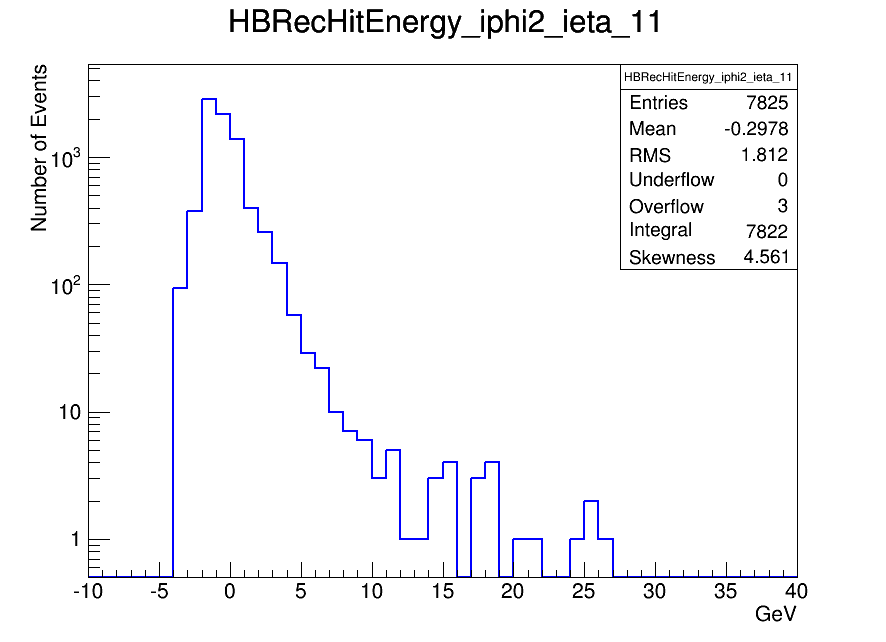 HBRecHitEnergy_iphi2_ieta_11
Number of Events
HBRecHitEnergy_iphi2_ieta_11
Entries 7825
Mean -0.2978
RMS 1.812
Underflow 0
Overflow 3
Integral 7822
Skewness 4.561
10³
10²
10
1
-10 -5 0 5 10 15 20 25 30 35 40
GeV